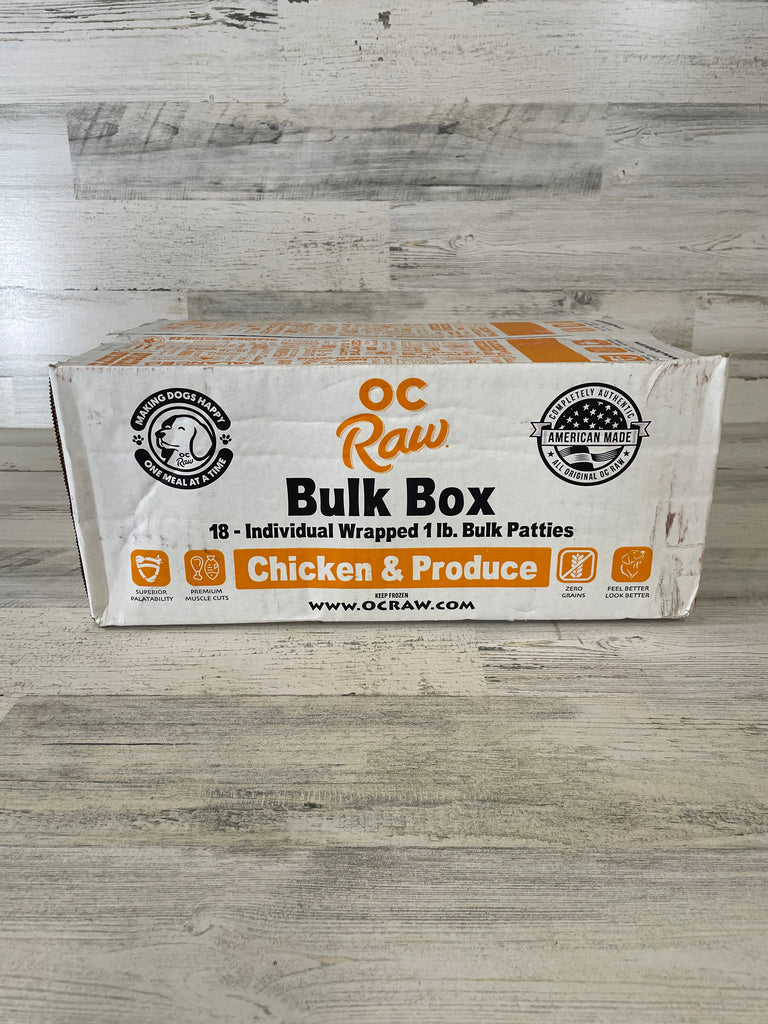 MAKING DOGS HAPPY
OC
Raw
ONE MEAL AT A TIME
OC
Raw
COMPLETELY AUTHENTIC
AMERICAN MADE
ALL ORIGINAL OC RAW
Bulk Box
18 - Individual Wrapped 1 lb. Bulk Patties
SUPERIOR
PALATABILITY
PREMIUM
MUSCLE CUTS
Chicken & Produce
ZERO
GRAINS
FEEL BETTER
LOOK BETTER
KEEP FROZEN
WWW.OCRAW.COM